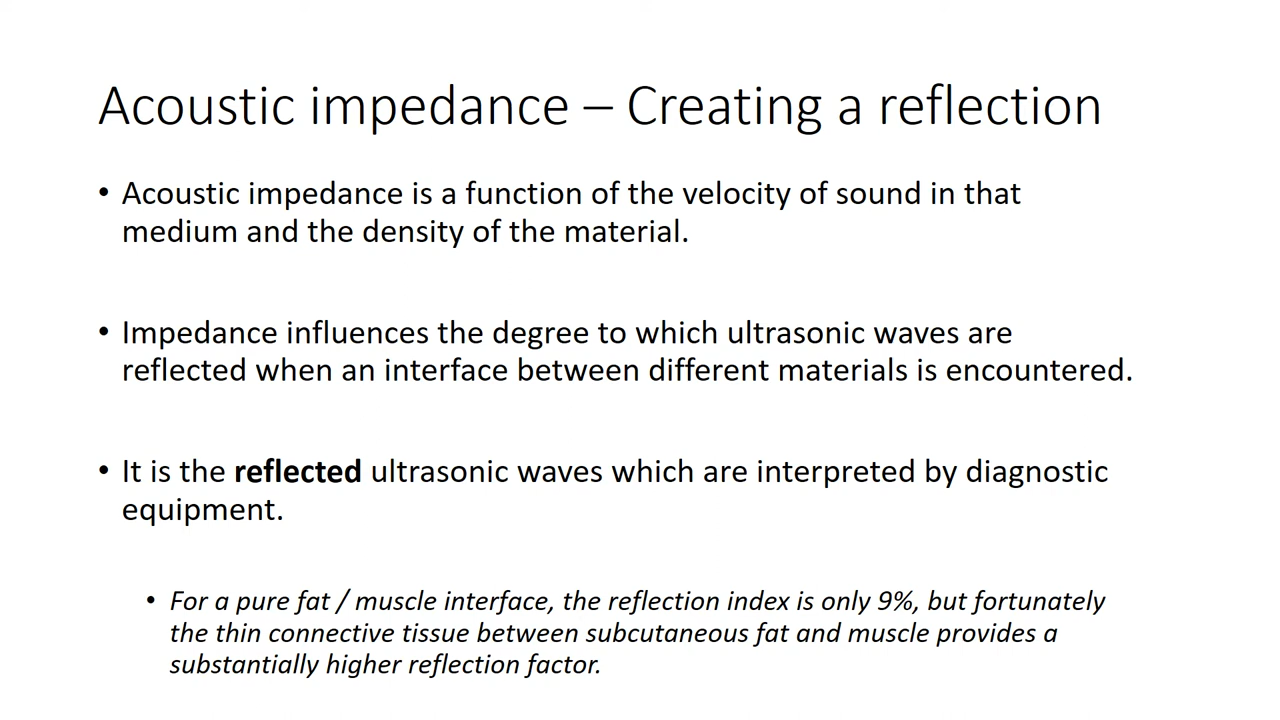 Acoustic impedance – Creating a reflection
• Acoustic impedance is a function of the velocity of sound in that
medium and the density of the material.
• Impedance influences the degree to which ultrasonic waves are
reflected when an interface between different materials is encountered.
• It is the reflected ultrasonic waves which are interpreted by diagnostic
equipment.
• For a pure fat / muscle interface, the reflection index is only 9%, but fortunately
the thin connective tissue between subcutaneous fat and muscle provides a
substantially higher reflection factor.